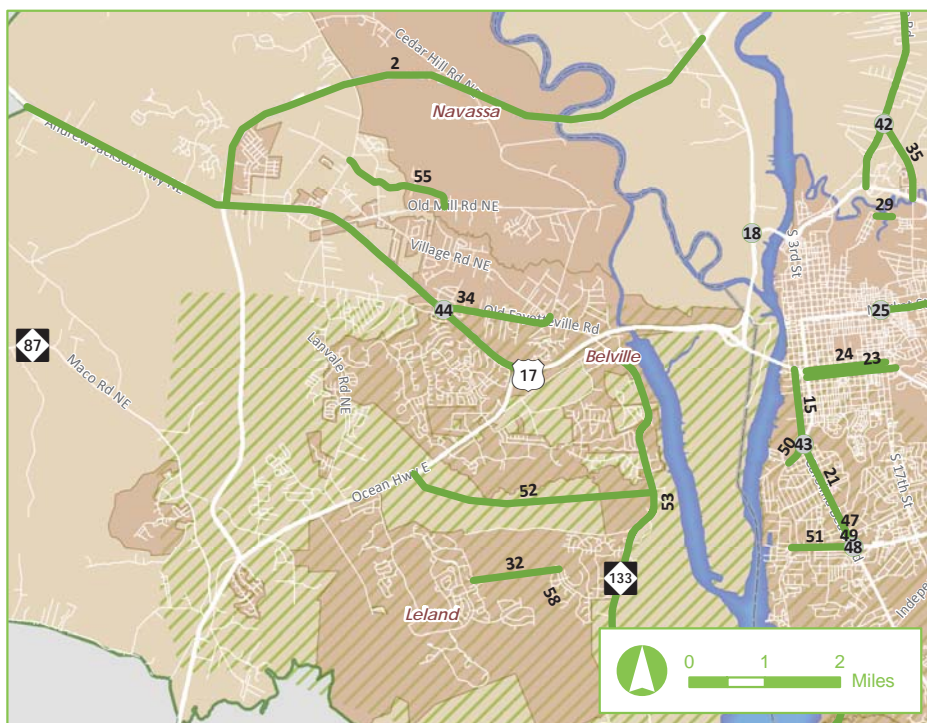 Cedar Hill Rd NE
2
Navassa
42
35
Andrew Jackson Hwy NE
55
Old Mill Rd NE
29
18
S 3rd St
Village Rd NE
34
44
Old Fayetteville Rd
25
87
Lanvale Rd NE
Belville
17
24
23
Maco Rd NE
15
43
50
S 17th St
Ocean Hwy E
21
52
53
47
49
51
48
Rd
32
58
133
Leland
0 1 2
Miles